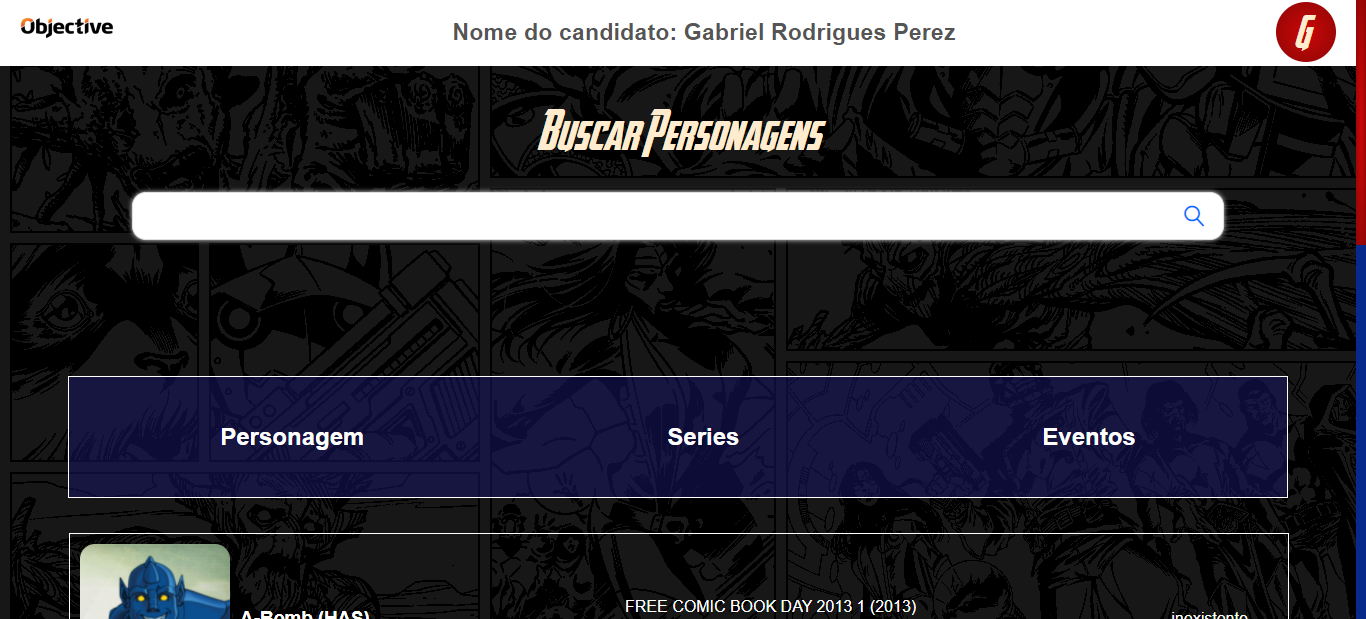 Objective
Nome do candidato: Gabriel Rodrigues Perez
G
Buscar Personagens
Personagem Series Eventos
A-Bomb (HAS) FREE COMIC BOOK DAY 2013 1 (2013) inexistente